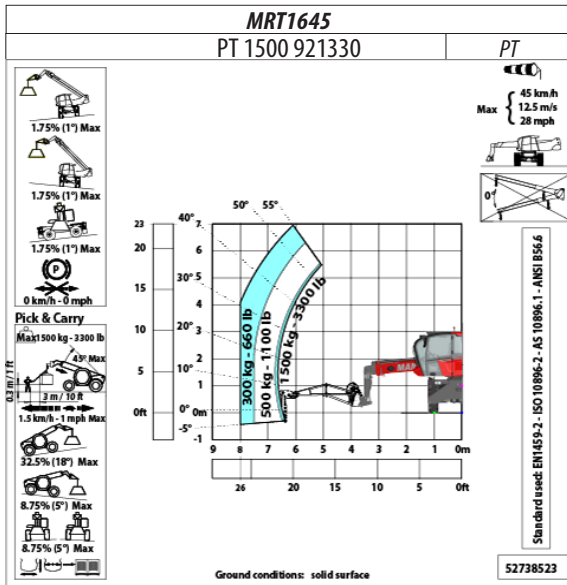 MRT1645
PT 1500 921330
PT
1.75% (1°) Max
1.75% (1°) Max
1.75% (1°) Max
P
0 km/h - 0 mph
Pick & Carry
Max1500 kg - 3300 lb
45° Max
0.3 m / 1 ft
3 m / 10 ft
1.5 km/h - 1 mph Max
32.5% (18°) Max
8.75% (5°) Max
8.75% (5°) Max
45 km/h
Max { 12.5 m/s
28 mph
0°
50° 55°
40°
30°
20°
10°
0°
-5°
23
20
15
10
5
0ft
7
6
5
4
3
2
1
0m
-1
300 kg - 660 lb
500 kg - 1100 lb
1500 kg - 3300 lb
MAN
9 8 7 6 5 4 3 2 1 0m
26 20 15 10 5 0ft
Ground conditions: solid surface
Standard used: EN1459-2 - ISO 10896-2 - AS 10896.1 - ANSI B56.6
52738523